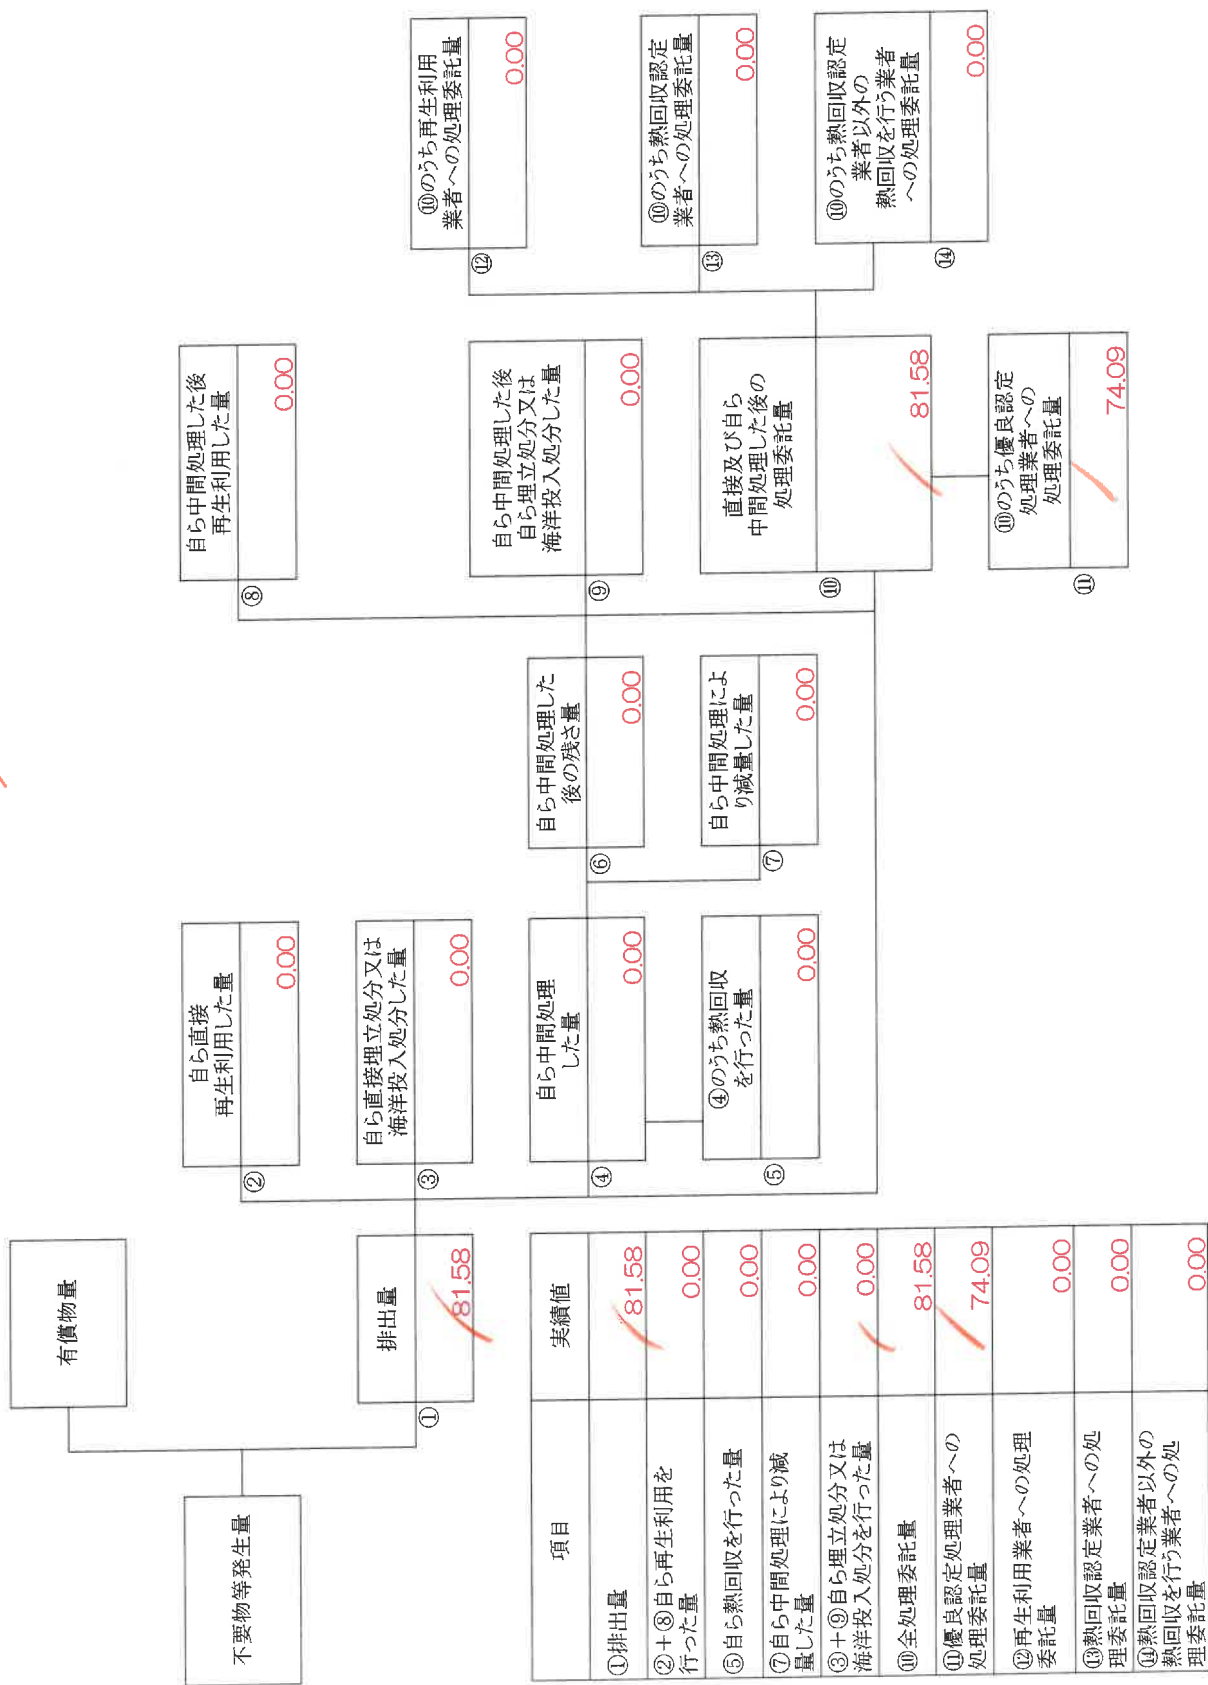 不要物等発生量
有償物量
排出量
①
81.58
自ら直接
再生利用した量
②
0.00
自ら直接埋立処分又は
海洋投入処分した量
③
0.00
自ら中間処理
した量
④
0.00
④のうち熱回収
を行った量
⑤
0.00
自ら中間処理した
後の残さ量
⑥
0.00
自ら中間処理によ
り減量した量
⑦
0.00
自ら中間処理した後
再生利用した量
⑧
0.00
自ら中間処理した後
自ら埋立処分又は
海洋投入処分した量
⑨
0.00
直接及び自ら
中間処理した後の
処理委託量
⑩
81.58
⑩のうち優良認定
処理業者への
処理委託量
⑪
74.09
⑩のうち再生利用
業者への処理委託量
⑫
0.00
⑩のうち熱回収認定
業者への処理委託量
⑬
0.00
⑩のうち熱回収認定
業者以外の
熱回収を行う業者
への処理委託量
⑭
0.00
項目 実績値
①排出量 81.58
②+⑧自ら再生利用を
行った量 0.00
⑤自ら熱回収を行った量 0.00
⑦自ら中間処理により減
量した量 0.00
③+⑨自ら埋立処分又は
海洋投入処分を行った量 0.00
⑩全処理委託量 81.58
⑪優良認定処理業者への
処理委託量 74.09
⑫再生利用業者への処理
委託量 0.00
⑬熱回収認定業者への処
理委託量 0.00
⑭熱回収認定業者以外の
熱回収を行う業者への処
理委託量 0.00